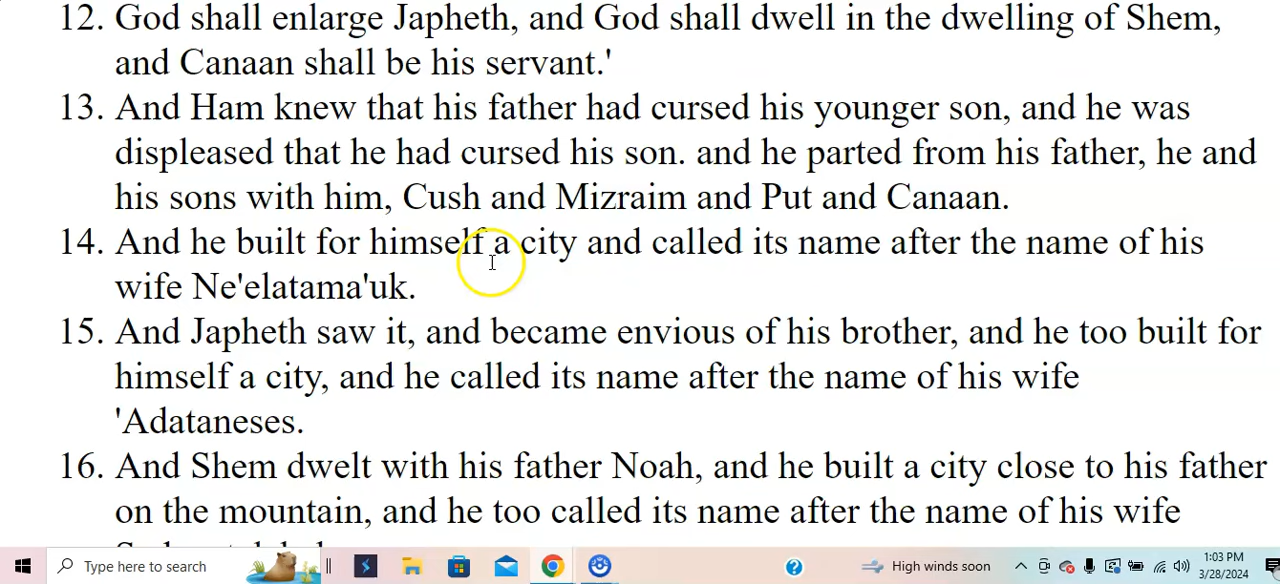 12. God shall enlarge Japheth, and God shall dwell in the dwelling of Shem,
and Canaan shall be his servant.'
13. And Ham knew that his father had cursed his younger son, and he was
displeased that he had cursed his son. and he parted from his father, he and
his sons with him, Cush and Mizraim and Put and Canaan.
14. And he built for himself a city and called its name after the name of his
wife Ne'elatama'uk.
15. And Japheth saw it, and became envious of his brother, and he too built for
himself a city, and he called its name after the name of his wife
'Adataneses.
16. And Shem dwelt with his father Noah, and he built a city close to his father
on the mountain, and he too called its name after the name of his wife
Type here to search
High winds soon
1:03 PM
3/28/2024